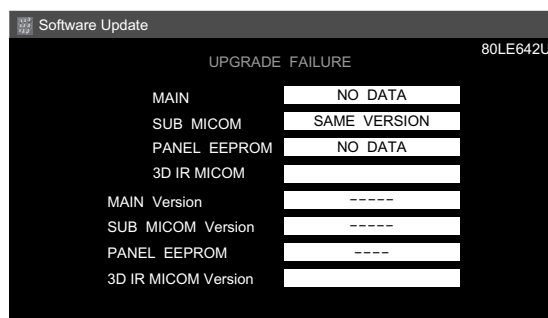 Software Update
80LE642U
UPGRADE FAILURE
MAIN NO DATA
SUB MICOM SAME VERSION
PANEL EEPROM NO DATA
3D IR MICOM
MAIN Version -----
SUB MICOM Version -----
PANEL EEPROM ----
3D IR MICOM Version